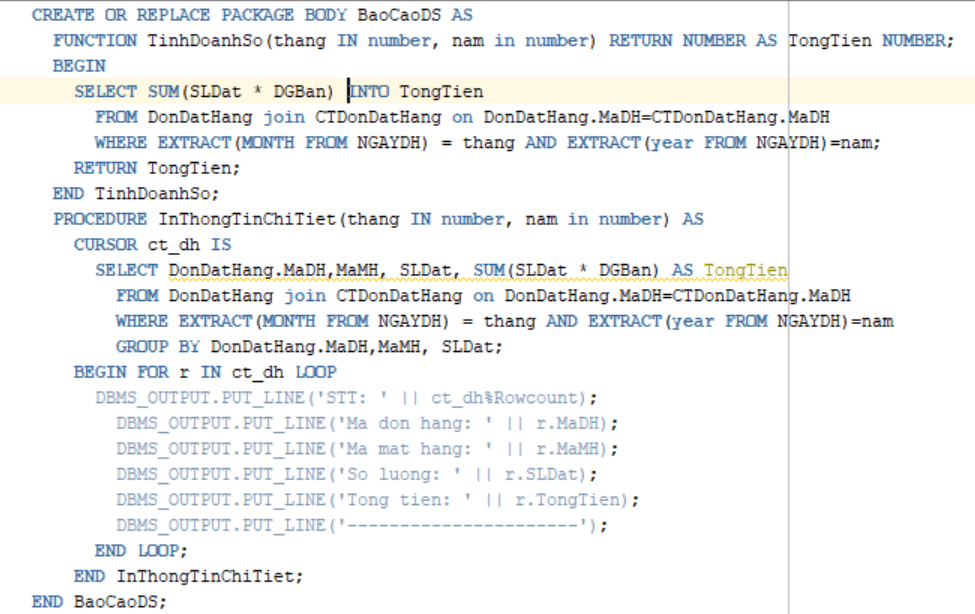 CREATE OR REPLACE PACKAGE BODY BaoCaoDS AS
FUNCTION TinhDoanhSo(thang IN number, nam in number) RETURN NUMBER AS TongTien NUMBER;
BEGIN
SELECT SUM(SLDat * DGBan) INTO TongTien
FROM DonDatHang join CTDonDatHang on DonDatHang.MaDH=CTDonDatHang.MaDH
WHERE EXTRACT(MONTH FROM NGAYDH) = thang AND EXTRACT(year FROM NGAYDH)=nam;
RETURN TongTien;
END TinhDoanhSo;
PROCEDURE InThongTinChiTiet(thang IN number, nam in number) AS
CURSOR ct_dh IS
SELECT DonDatHang.MaDH,MaMH, SLDat, SUM(SLDat * DGBan) AS TongTien
FROM DonDatHang join CTDonDatHang on DonDatHang.MaDH=CTDonDatHang.MaDH
WHERE EXTRACT(MONTH FROM NGAYDH) = thang AND EXTRACT(year FROM NGAYDH)=nam
GROUP BY DonDatHang.MaDH,MaMH, SLDat;
BEGIN FOR r IN ct_dh LOOP
DBMS_OUTPUT.PUT_LINE('STT: ' || ct_dh%Rowcount);
DBMS_OUTPUT.PUT_LINE('Ma don hang: ' || r.MaDH);
DBMS_OUTPUT.PUT_LINE('Ma mat hang: ' || r.MaMH);
DBMS_OUTPUT.PUT_LINE('So luong: ' || r.SLDat);
DBMS_OUTPUT.PUT_LINE('Tong tien: ' || r.TongTien);
DBMS_OUTPUT.PUT_LINE('----------------------');
END LOOP;
END InThongTinChiTiet;
END BaoCaoDS;